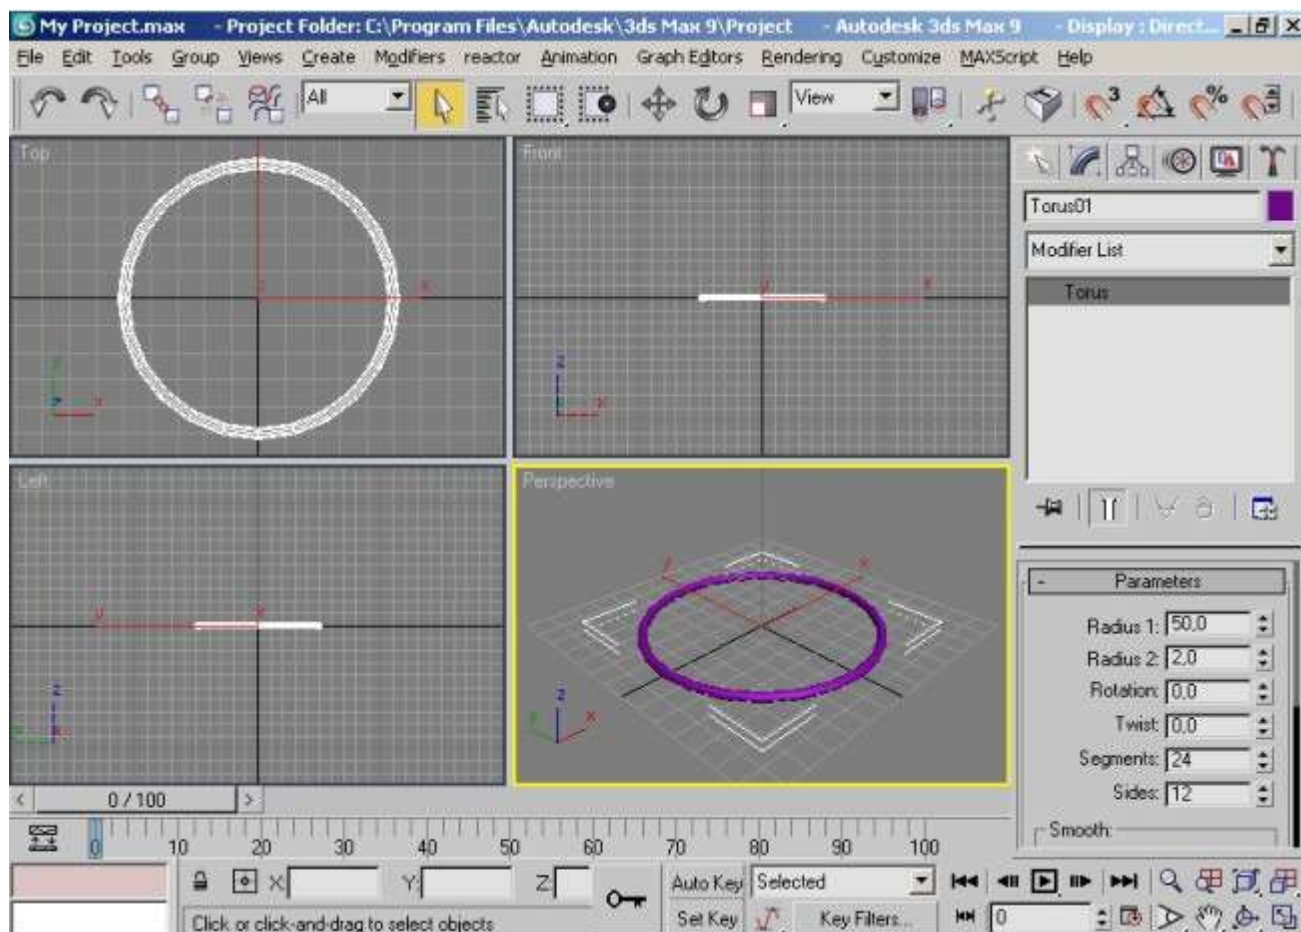 My Project.max - Project Folder: C:\Program Files\Autodesk\3ds Max 9\Project - Autodesk 3ds Max 9 - Display : Direct...
File Edit Tools Group Views Create Modifiers reactor Animation Graph Editors Rendering Customize MAXScript Help
All View 3 %
Top Front
Torus01
Modifier List
Torus
x y x
z z
x x
Left Perspective
y x y x
Parameters
Radius 1: 50,0
Radius 2: 2,0
Rotation: 0,0
Twist: 0,0
Segments: 24
Sides: 12
z z x
Smooth:
< 0 / 100 >
0 10 20 30 40 50 60 70 80 90 100
X: Y: Z: Auto Key Selected
Click or click-and-drag to select objects Set Key Key Filters... 0